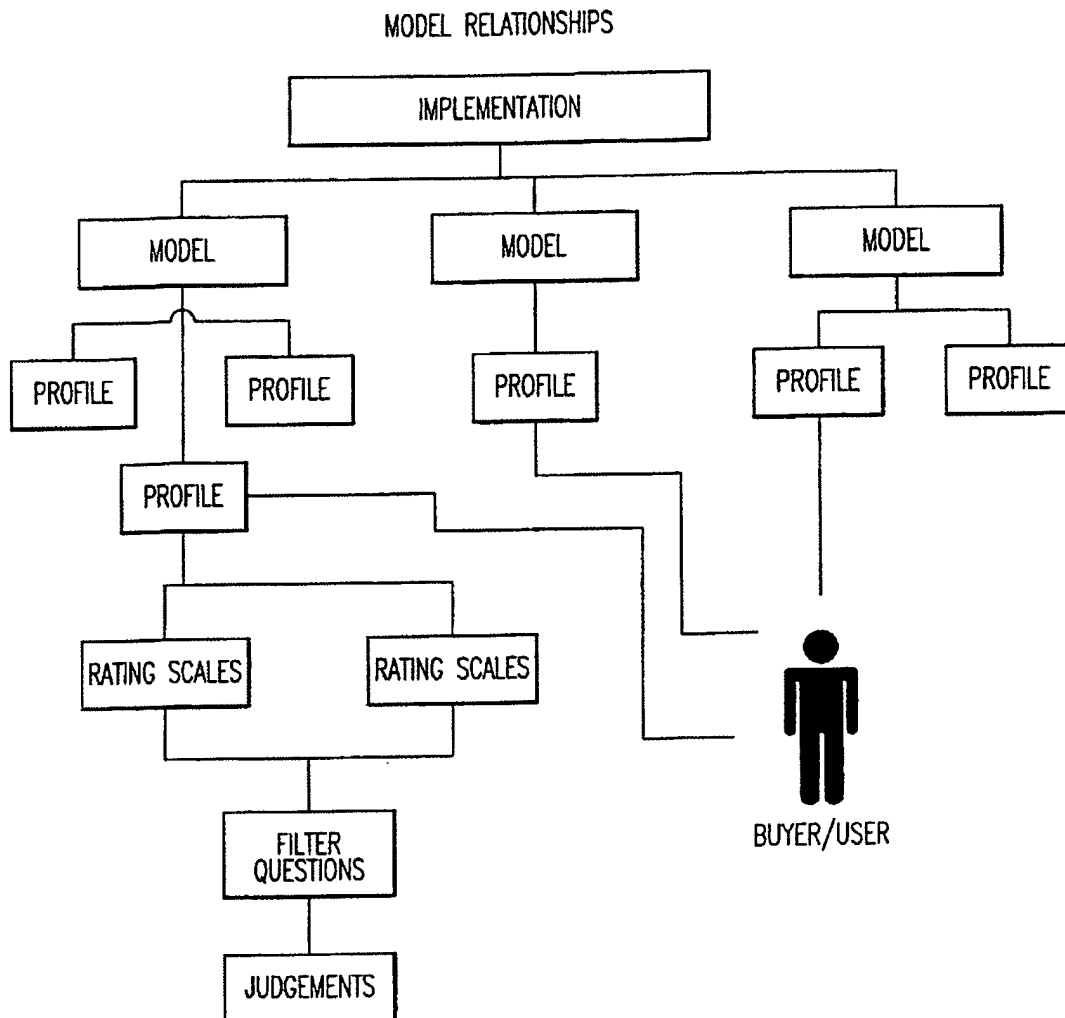 MODEL RELATIONSHIPS
IMPLEMENTATION
MODEL
MODEL
MODEL
PROFILE
PROFILE
PROFILE
PROFILE
PROFILE
PROFILE
RATING SCALES
RATING SCALES
FILTER
QUESTIONS
BUYER/USER
JUDGEMENTS